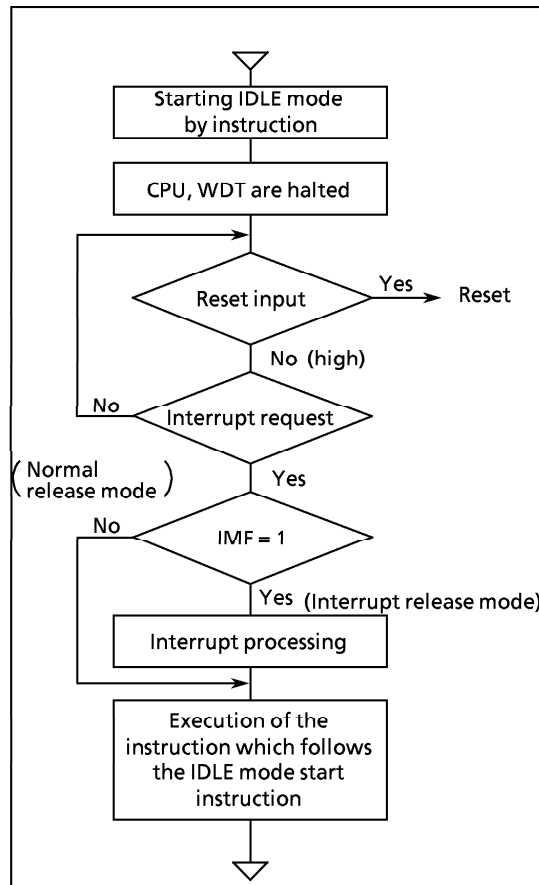 Starting IDLE mode
by instruction
CPU, WDT are halted
Reset input
Yes
Reset
No (high)
No
Interrupt request
Yes
(Normal
release mode)
No
IMF = 1
Yes (Interrupt release mode)
Interrupt processing
Execution of the
instruction which follows
the IDLE mode start
instruction